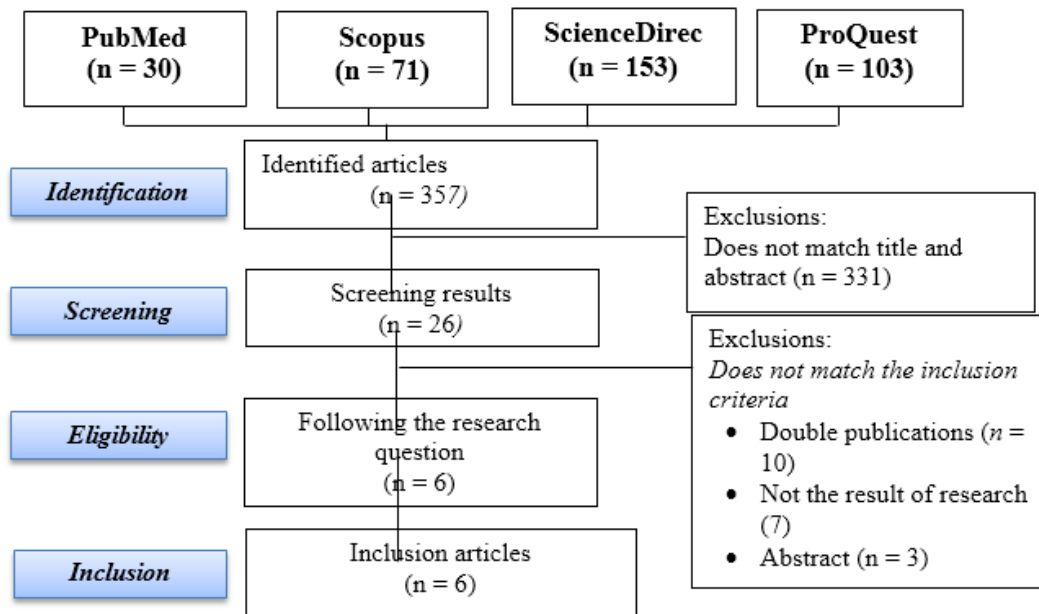 PubMed
(n = 30)
Scopus
(n = 71)
ScienceDirec
(n = 153)
ProQuest
(n = 103)
Identification
Identified articles
(n = 357)
Exclusions:
Does not match title and
abstract (n = 331)
Screening
Screening results
(n = 26)
Exclusions:
Does not match the inclusion
criteria
• Double publications (n =
10)
• Not the result of research
(7)
• Abstract (n = 3)
Eligibility
Following the research
question
(n = 6)
Inclusion
Inclusion articles
(n = 6)